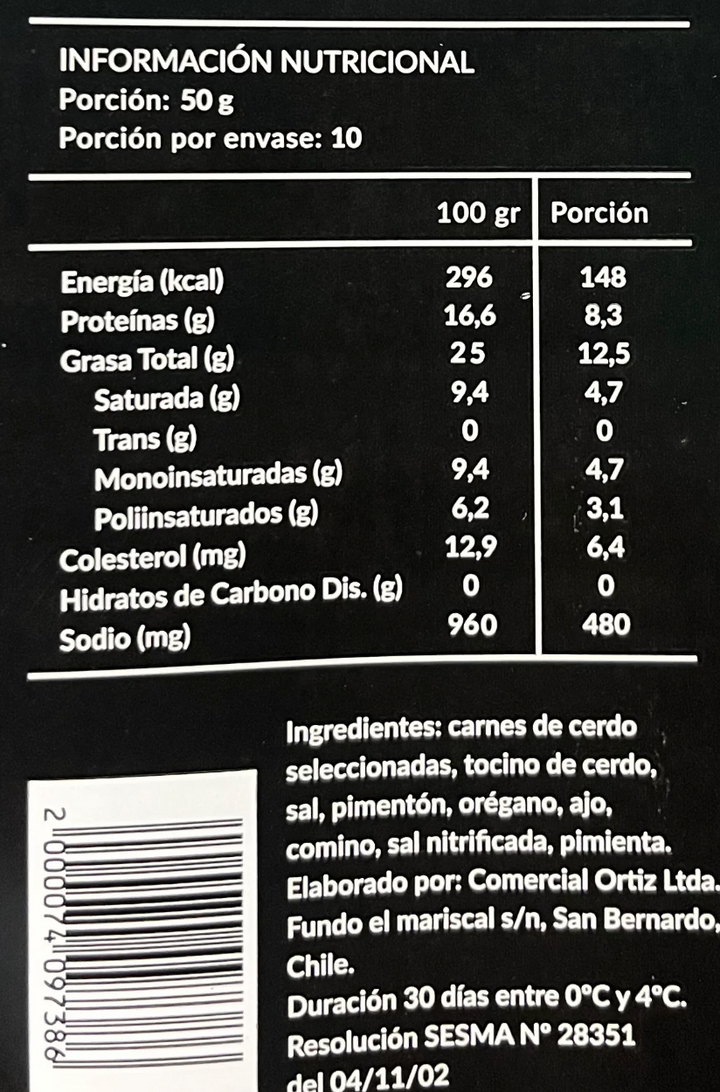 INFORMACIÓN NUTRICIONAL
Porción: 50 g
Porción por envase: 10
100 gr Porción
Energía (kcal) 296 148
Proteínas (g) 16,6 8,3
Grasa Total (g) 25 12,5
Saturada (g) 9,4 4,7
Trans (g) 0 0
Monoinsaturadas (g) 9,4 4,7
Poliinsaturados (g) 6,2 3,1
Colesterol (mg) 12,9 6,4
Hidratos de Carbono Dis. (g) 0 0
Sodio (mg) 960 480
Ingredientes: carnes de cerdo
seleccionadas, tocino de cerdo,
sal, pimentón, orégano, ajo,
comino, sal nitrificada, pimienta.
Elaborado por: Comercial Ortiz Ltda.
Fundo el mariscal s/n, San Bernardo,
Chile.
Duración 30 días entre 0°C y 4°C.
Resolución SESMA Nº 28351
del 04/11/02
2 000074 097386